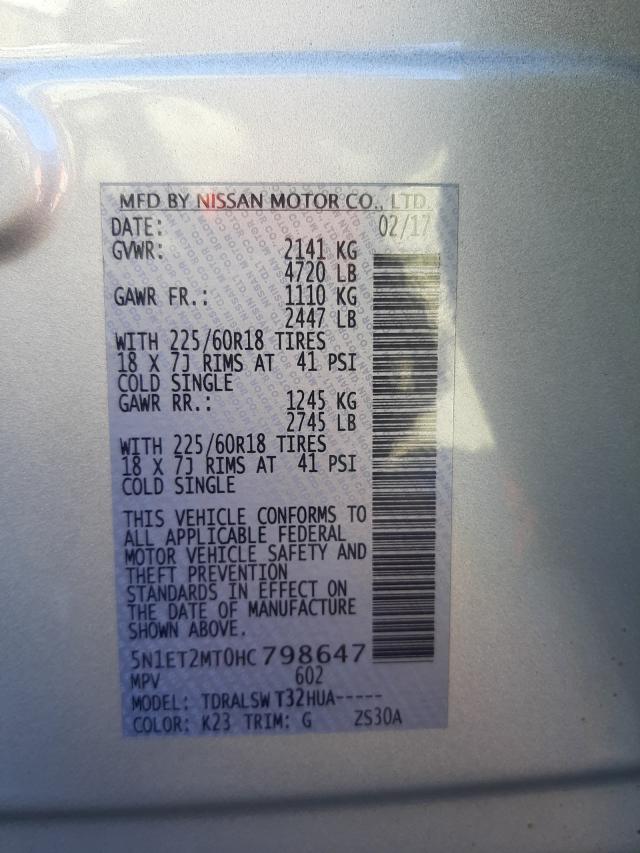 MFD BY NISSAN MOTOR CO., LTD.
DATE: 02/17
GVWR: 2141 KG
4720 LB
GAWR FR.: 1110 KG
2447 LB
WITH 225/60R18 TIRES
18 X 7J RIMS AT 41 PSI
COLD SINGLE
GAWR RR.: 1245 KG
2745 LB
WITH 225/60R18 TIRES
18 X 7J RIMS AT 41 PSI
COLD SINGLE
THIS VEHICLE CONFORMS TO
ALL APPLICABLE FEDERAL
MOTOR VEHICLE SAFETY AND
THEFT PREVENTION
STANDARDS IN EFFECT ON
THE DATE OF MANUFACTURE
SHOWN ABOVE.
5N1ET2MT0HC 798647
MPV 602
MODEL: TDRALSW T32HUA-----
COLOR: K23 TRIM: G ZS30A